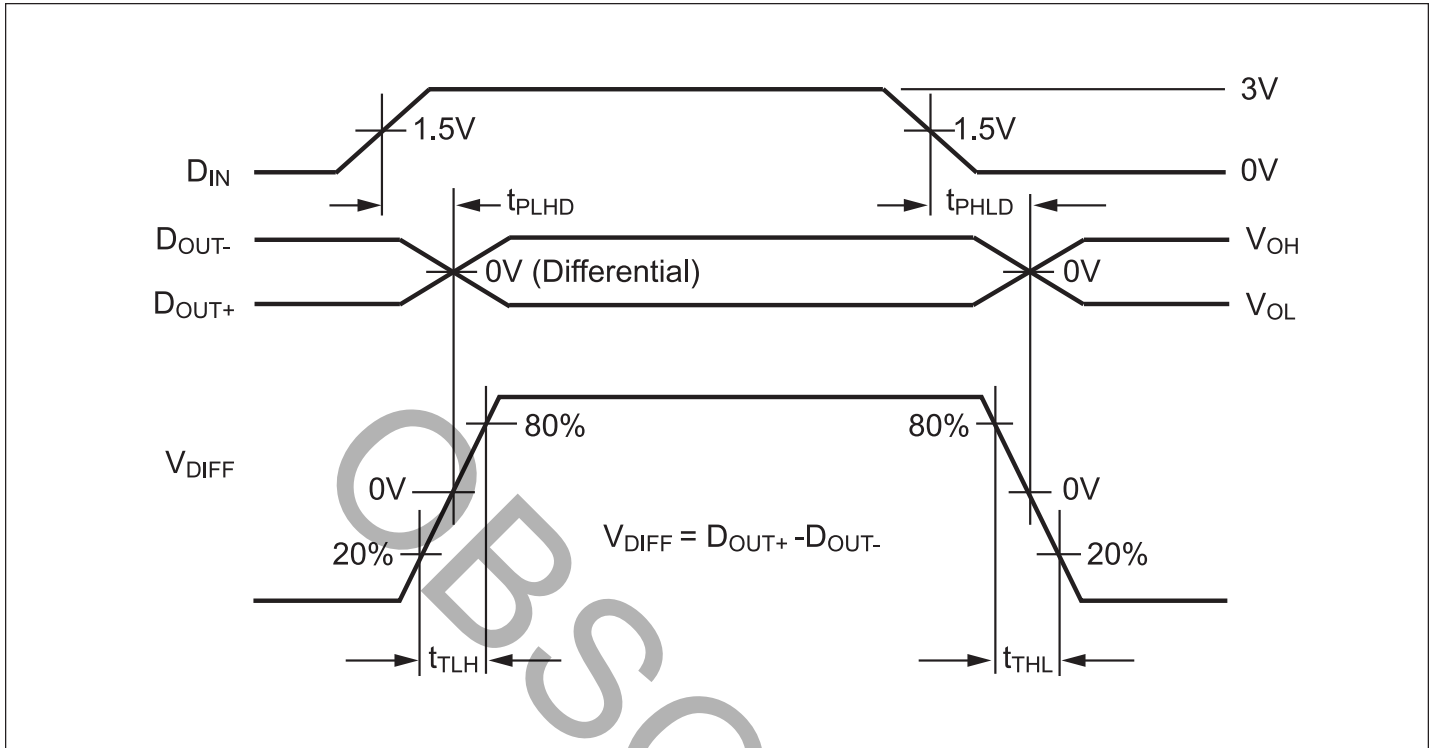 3V
1.5V 1.5V
DIN 0V
tPLHD tPHLD
DOUT- VOH
0V (Differential) 0V
DOUT+ VOL
80% 80%
VDIFF
0V 0V
VDIFF = DOUT+ -DOUT-
20% 20%
tTLH tTHL
OBSO